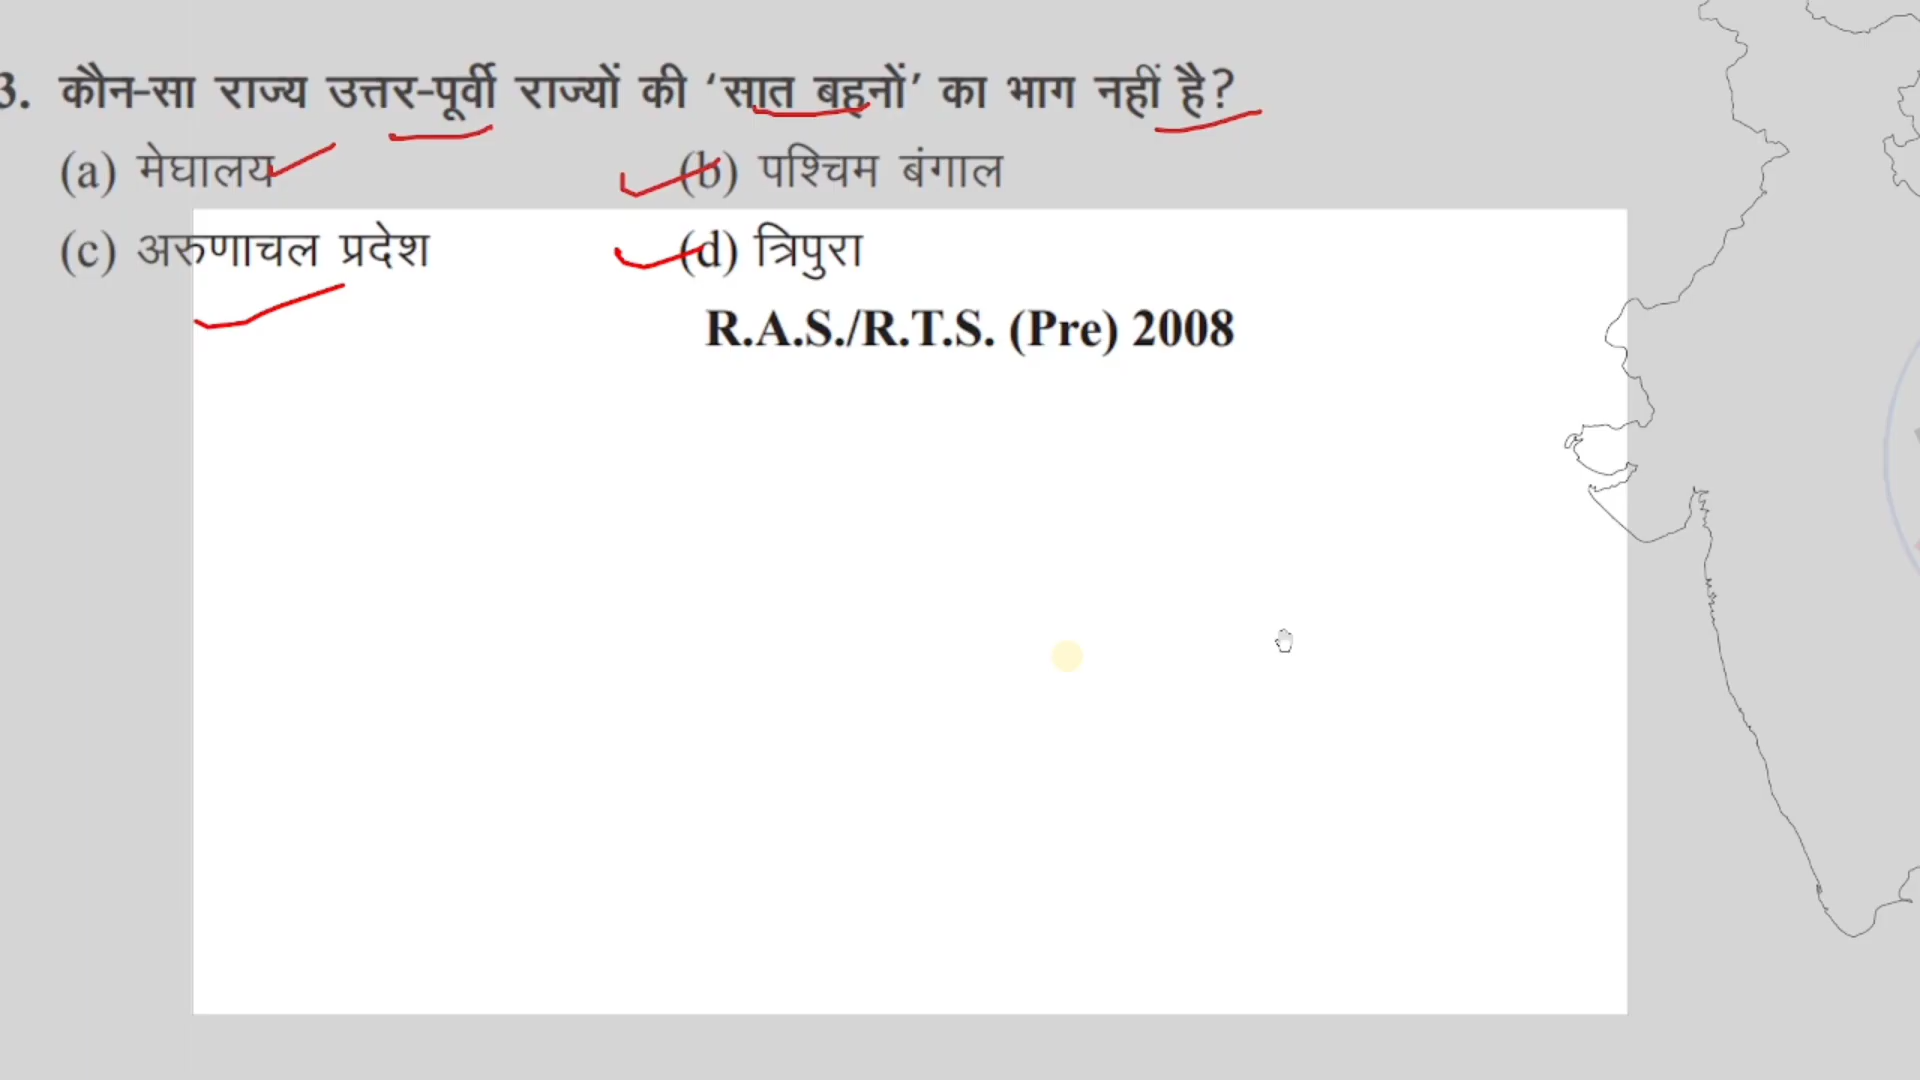 3. कौन-सा राज्य उत्तर-पूर्वी राज्यों की ‘सात बहनों’ का भाग नहीं है?
(a) मेघालय (b) पश्चिम बंगाल
(c) अरुणाचल प्रदेश (d) त्रिपुरा
R.A.S./R.T.S. (Pre) 2008